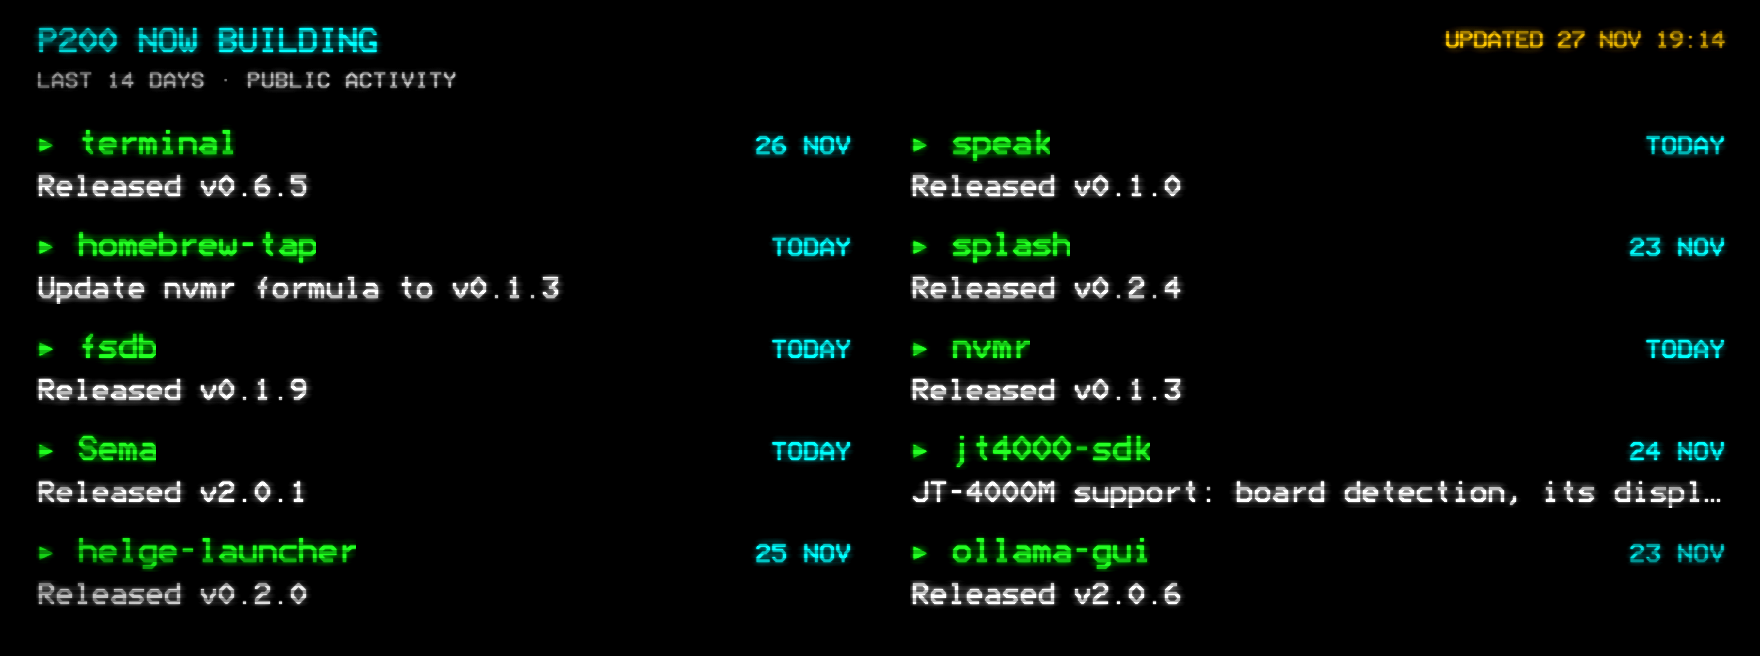 P200 NOW BUILDING
UPDATED 27 NOV 19:14
LAST 14 DAYS · PUBLIC ACTIVITY
▸ terminal 26 NOV
Released v0.6.5
▸ homebrew-tap TODAY
Update nvmr formula to v0.1.3
▸ fsdb TODAY
Released v0.1.9
▸ Sema TODAY
Released v2.0.1
▸ helge-launcher 25 NOV
Released v0.2.0
▸ speak TODAY
Released v0.1.0
▸ splash 23 NOV
Released v0.2.4
▸ nvmr TODAY
Released v0.1.3
▸ jt4000-sdk 24 NOV
JT-4000M support: board detection, its displ…
▸ ollama-gui 23 NOV
Released v2.0.6